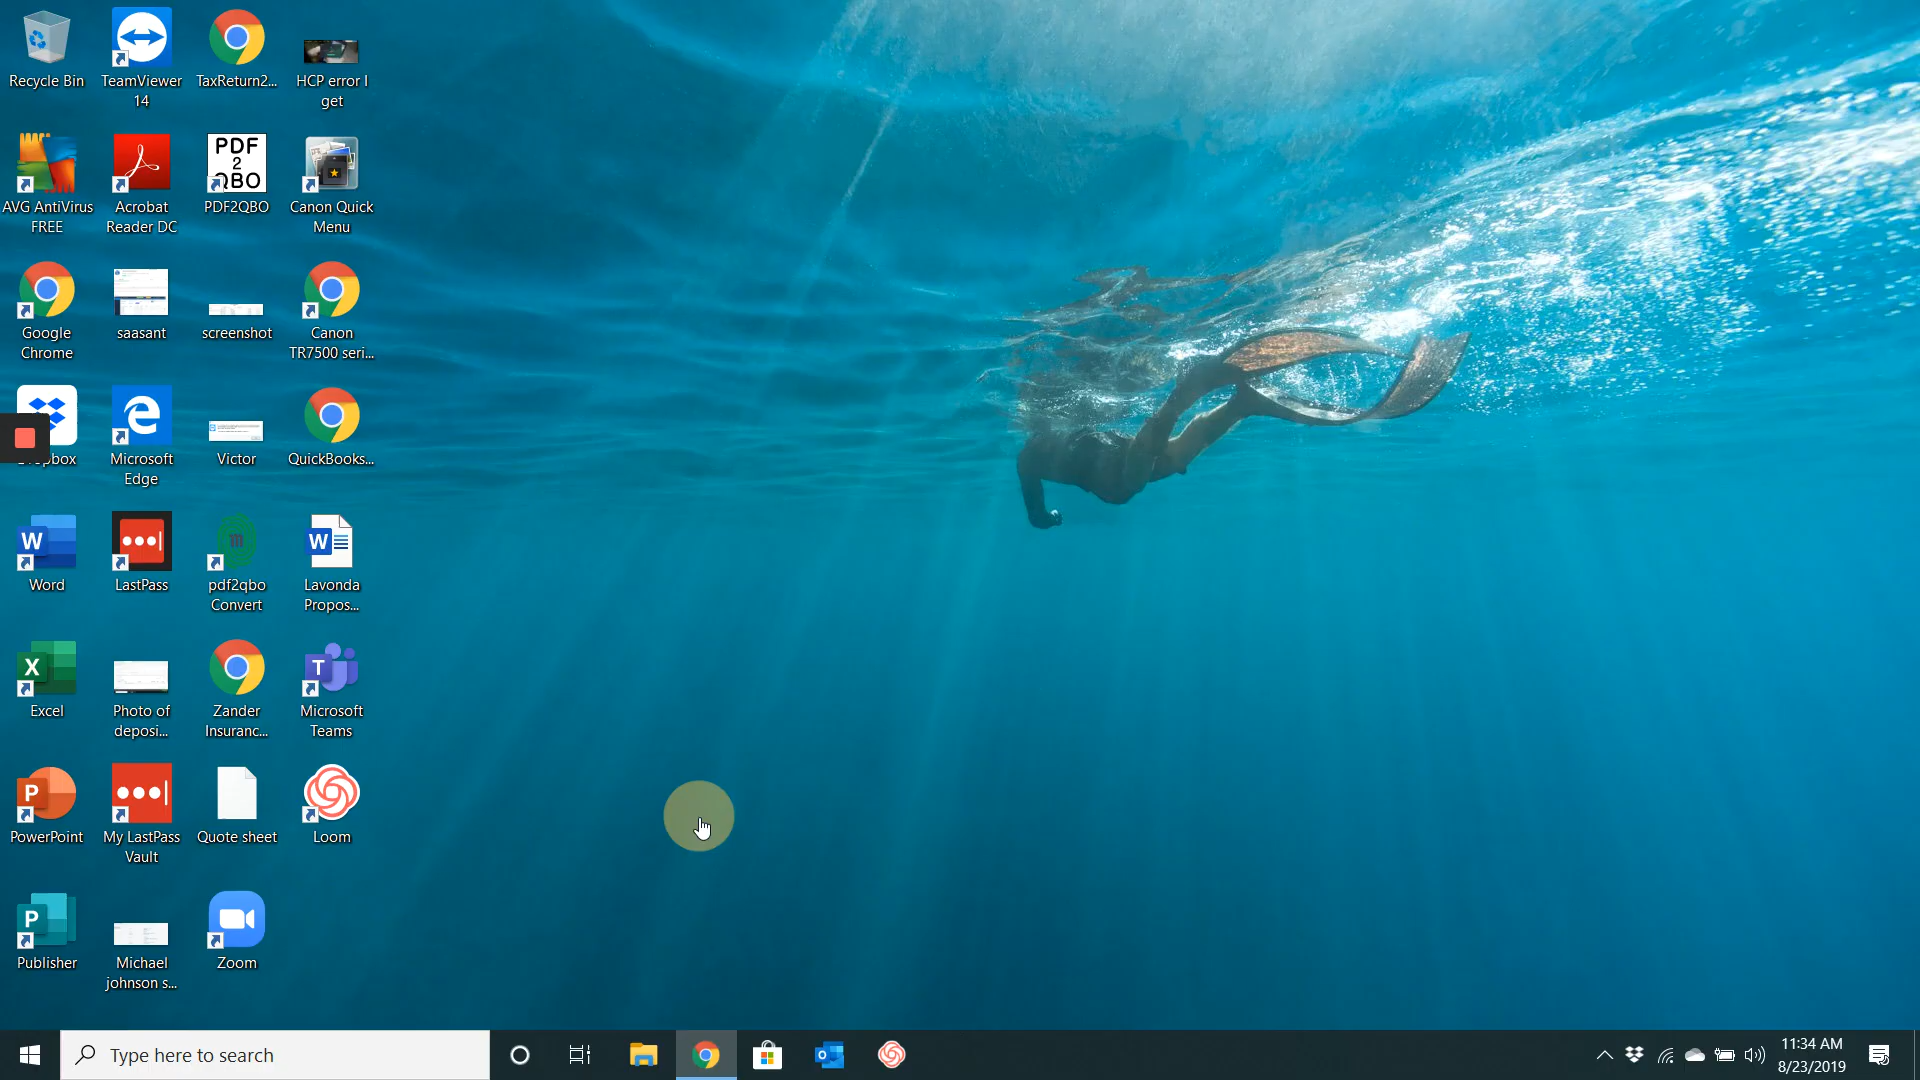 Recycle Bin
TeamViewer
14
TaxReturn2...
HCP error I
get
AVG AntiVirus
FREE
Acrobat
Reader DC
PDF
2
QBO
PDF2QBO
Canon Quick
Menu
Google
Chrome
saasant
screenshot
Canon
TR7500 seri...
Microsoft
Edge
Victor
QuickBooks...
W
Word
LastPass
m
pdf2qbo
Convert
W
Lavonda
Propos...
X
Excel
Photo of
deposi...
Zander
Insuranc...
T
Microsoft
Teams
P
PowerPoint
My LastPass
Vault
Quote sheet
Loom
P
Publisher
Michael
johnson s...
Zoom
Type here to search
11:34 AM
8/23/2019